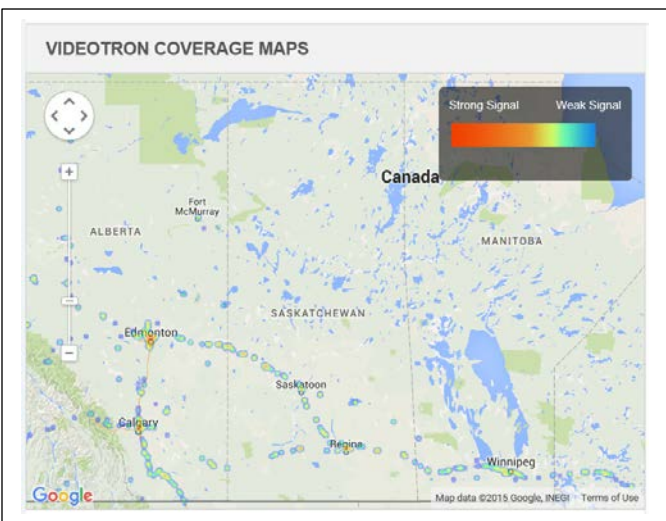 VIDEOTRON COVERAGE MAPS
Strong Signal Weak Signal
Canada
Fort
McMurray
ALBERTA
MANITOBA
SASKATCHEWAN
Edmonton
Saskatoon
Calgary
Regina
Winnipeg
Google
Map data ©2015 Google, INEGI Terms of Use